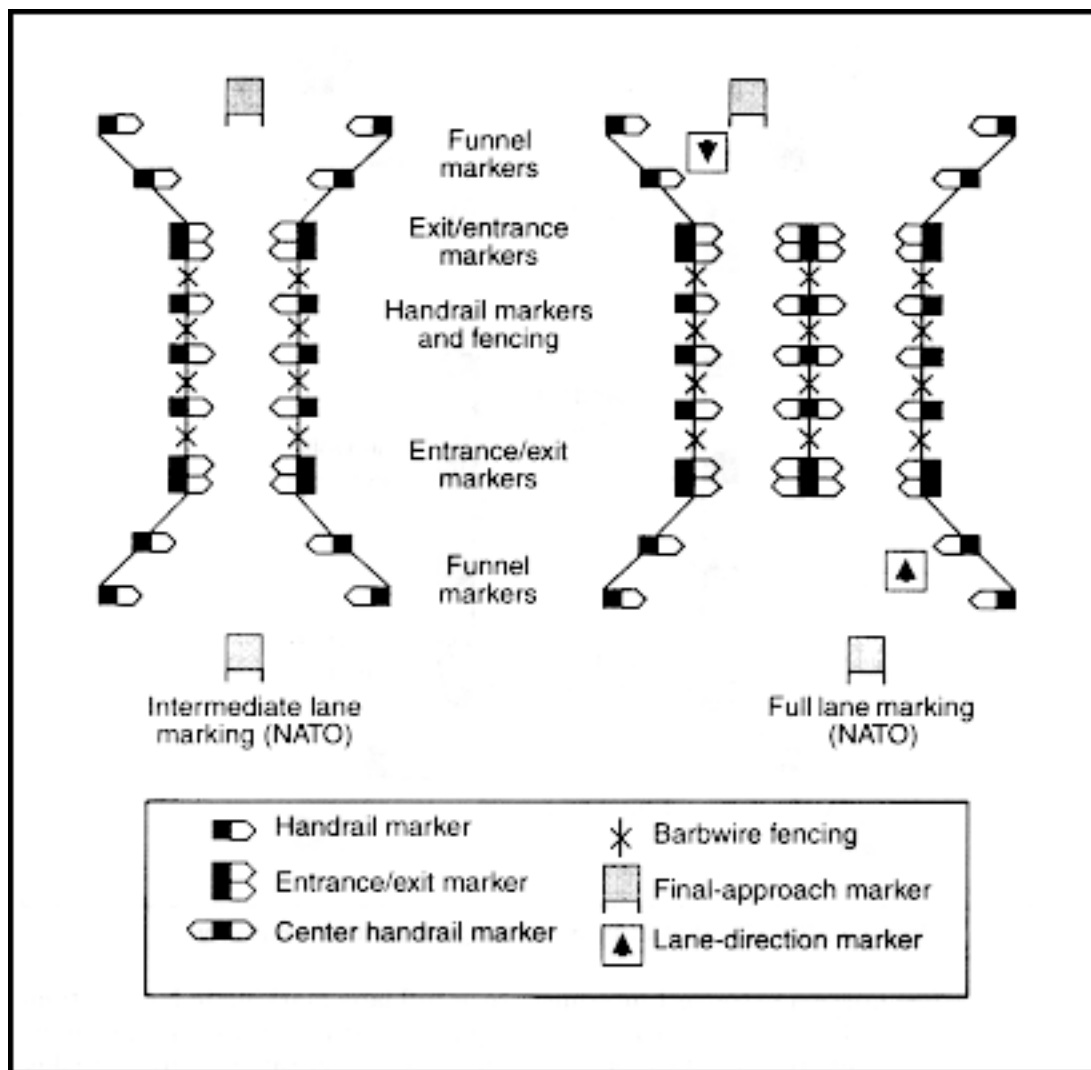 Funnel
markers
Exit/entrance
markers
Handrail markers
and fencing
Entrance/exit
markers
Funnel
markers
Intermediate lane
marking (NATO)
Full lane marking
(NATO)
Handrail marker
Entrance/exit marker
Center handrail marker
Barbwire fencing
Final-approach marker
Lane-direction marker